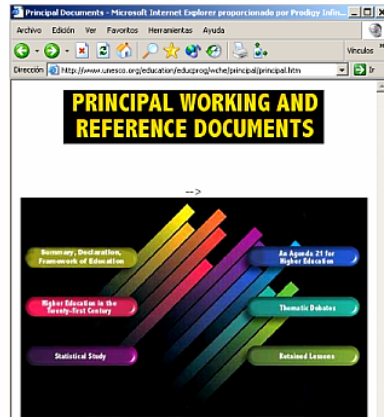 Principal Documents - Microsoft Internet Explorer proporcionado por Prodigy Infin...
Archivo Edición Ver Favoritos Herramientas Ayuda
Vínculos »
Dirección http://www.unesco.org/education/educprog/wche/principal/principal.htm Ir
PRINCIPAL WORKING AND
REFERENCE DOCUMENTS
-->
Summary, Declaration,
Framework of Education
An Agenda 21 for
Higher Education
Higher Education in the
Twenty-first Century
Thematic Debates
Statistical Study
Retained Lessons